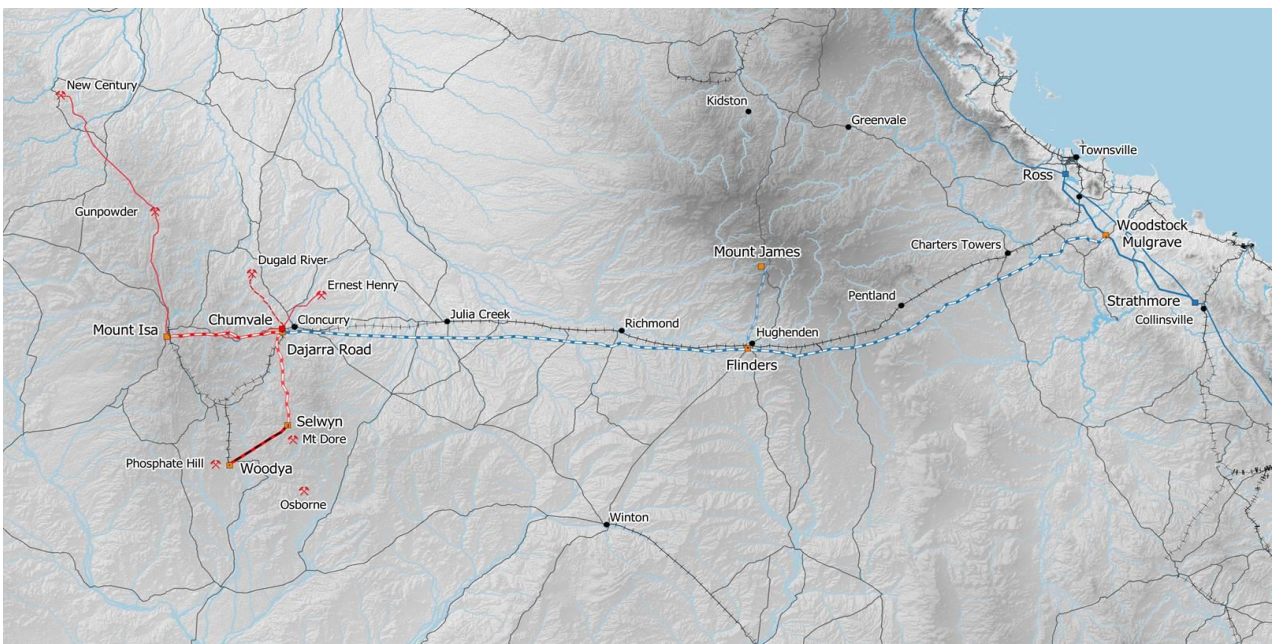 New Century
Kidston
Greenvale
Townsville
Ross
Gunpowder
Woodstock
Mulgrave
Charters Towers
Mount James
Dugald River
Ernest Henry
Pentland
Strathmore
Collinsville
Chumvale
Cloncurry
Julia Creek
Mount Isa
Richmond
Hughenden
Dajarra Road
Flinders
Selwyn
Mt Dore
Phosphate Hill
Woodya
Osborne
Winton